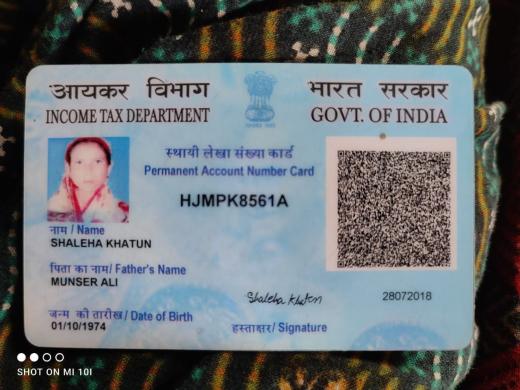 आयकर विभाग
INCOME TAX DEPARTMENT
भारत सरकार
GOVT. OF INDIA
स्थायी लेखा संख्या कार्ड
Permanent Account Number Card
HJMPK8561A
नाम / Name
SHALEHA KHATUN
पिता का नाम / Father's Name
MUNSER ALI
जन्म की तारीख / Date of Birth
01/10/1974
Shaleha Khatun
हस्ताक्षर / Signature
28072018
SHOT ON MI 10I